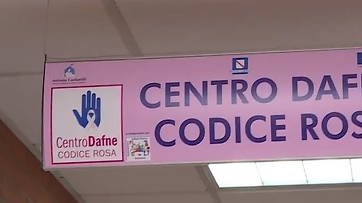 CENTRO DAF
CODICE ROS
CentroDafne
CODICE ROSA